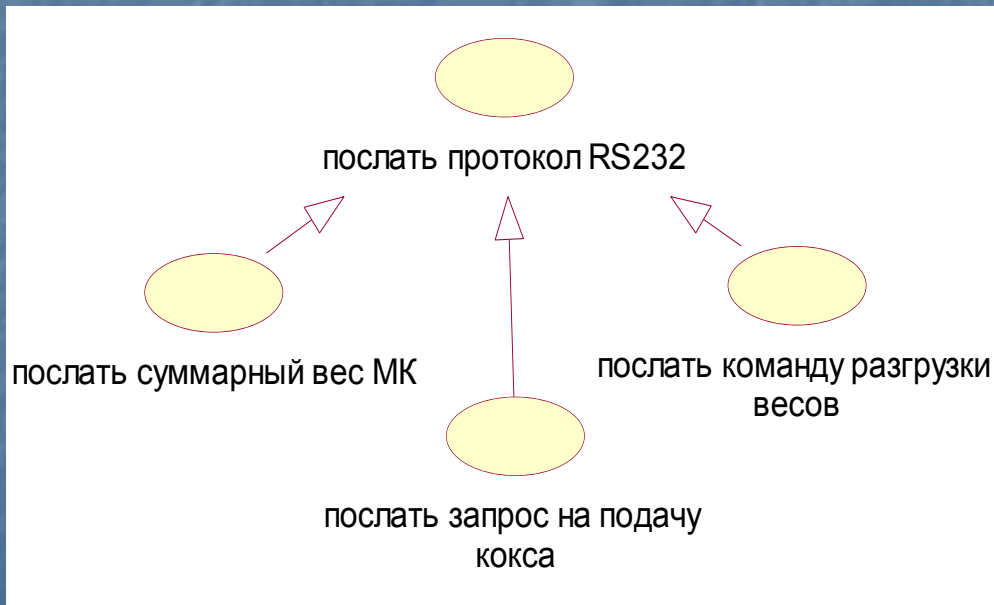 послать протокол RS232
послать суммарный вес МК
послать команду разгрузки
весов
послать запрос на подачу
кокса